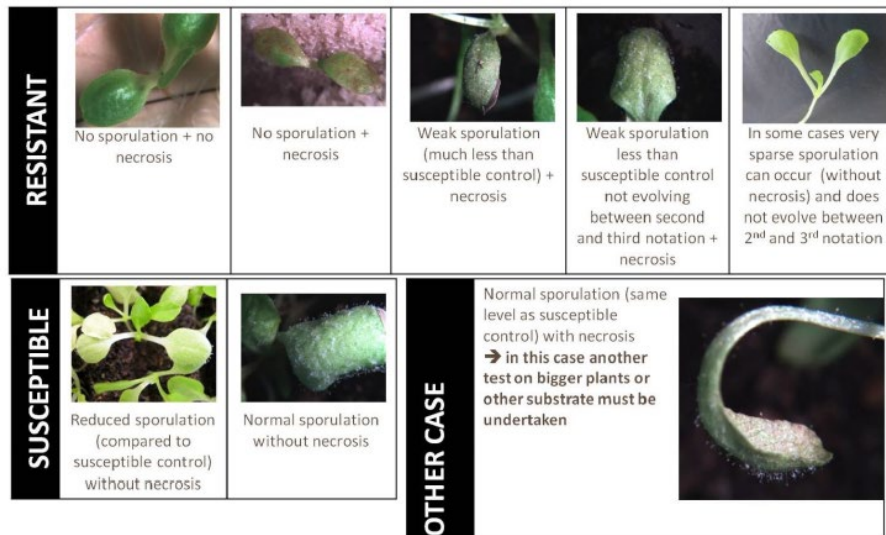 RESISTANT
No sporulation + no
necrosis
No sporulation +
necrosis
Weak sporulation
(much less than
susceptible control) +
necrosis
Weak sporulation
less than
susceptible control
not evolving
between second
and third notation +
necrosis
In some cases very
sparse sporulation
can occur (without
necrosis) and does
not evolve between
2nd and 3rd notation
SUSCEPTIBLE
Reduced sporulation
(compared to
susceptible control)
without necrosis
Normal sporulation
without necrosis
OTHER CASE
Normal sporulation (same
level as susceptible
control) with necrosis
➔ in this case another
test on bigger plants or
other substrate must be
undertaken